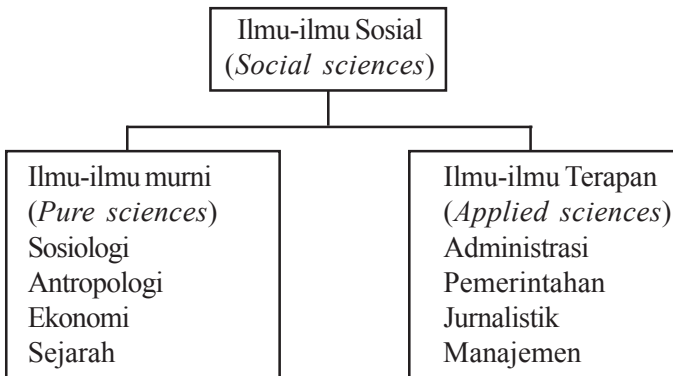 Ilmu-ilmu Sosial
(Social sciences)
Ilmu-ilmu murni
(Pure sciences)
Sosiologi
Antropologi
Ekonomi
Sejarah
Ilmu-ilmu Terapan
(Applied sciences)
Administrasi
Pemerintahan
Jurnalistik
Manajemen